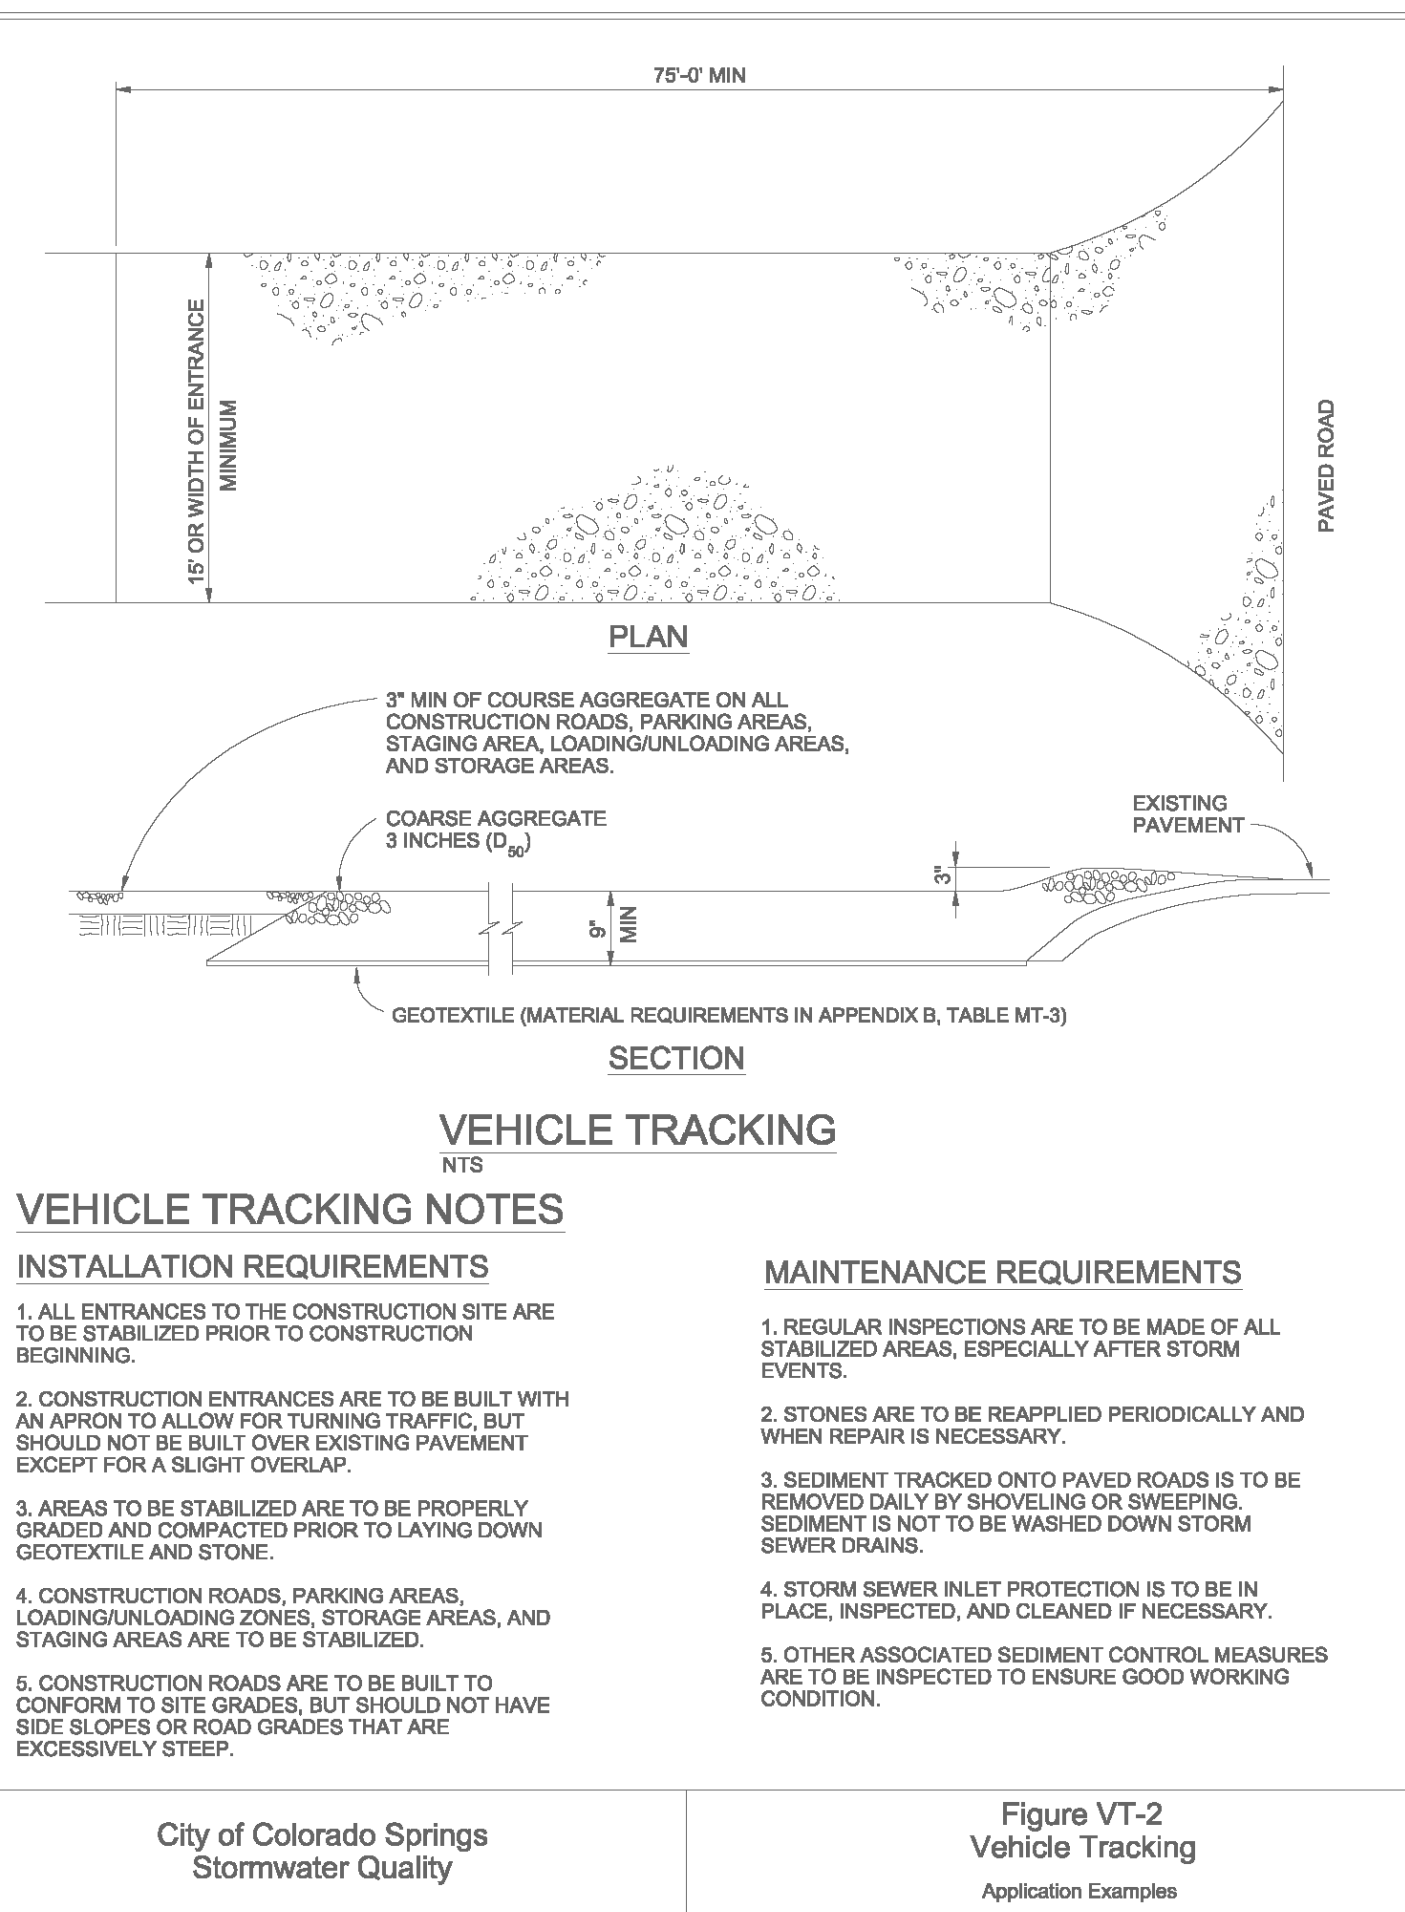 75'-0' MIN
15' OR WIDTH OF ENTRANCE
MINIMUM
PAVED ROAD
PLAN
3" MIN OF COURSE AGGREGATE ON ALL
CONSTRUCTION ROADS, PARKING AREAS,
STAGING AREA, LOADING/UNLOADING AREAS,
AND STORAGE AREAS.
COARSE AGGREGATE
3 INCHES (D50)
EXISTING
PAVEMENT
3"
9"
MIN
GEOTEXTILE (MATERIAL REQUIREMENTS IN APPENDIX B, TABLE MT-3)
SECTION
VEHICLE TRACKING
NTS
VEHICLE TRACKING NOTES
INSTALLATION REQUIREMENTS
1. ALL ENTRANCES TO THE CONSTRUCTION SITE ARE
TO BE STABILIZED PRIOR TO CONSTRUCTION
BEGINNING.
2. CONSTRUCTION ENTRANCES ARE TO BE BUILT WITH
AN APRON TO ALLOW FOR TURNING TRAFFIC, BUT
SHOULD NOT BE BUILT OVER EXISTING PAVEMENT
EXCEPT FOR A SLIGHT OVERLAP.
3. AREAS TO BE STABILIZED ARE TO BE PROPERLY
GRADED AND COMPACTED PRIOR TO LAYING DOWN
GEOTEXTILE AND STONE.
4. CONSTRUCTION ROADS, PARKING AREAS,
LOADING/UNLOADING ZONES, STORAGE AREAS, AND
STAGING AREAS ARE TO BE STABILIZED.
5. CONSTRUCTION ROADS ARE TO BE BUILT TO
CONFORM TO SITE GRADES, BUT SHOULD NOT HAVE
SIDE SLOPES OR ROAD GRADES THAT ARE
EXCESSIVELY STEEP.
MAINTENANCE REQUIREMENTS
1. REGULAR INSPECTIONS ARE TO BE MADE OF ALL
STABILIZED AREAS, ESPECIALLY AFTER STORM
EVENTS.
2. STONES ARE TO BE REAPPLIED PERIODICALLY AND
WHEN REPAIR IS NECESSARY.
3. SEDIMENT TRACKED ONTO PAVED ROADS IS TO BE
REMOVED DAILY BY SHOVELING OR SWEEPING.
SEDIMENT IS NOT TO BE WASHED DOWN STORM
SEWER DRAINS.
4. STORM SEWER INLET PROTECTION IS TO BE IN
PLACE, INSPECTED, AND CLEANED IF NECESSARY.
5. OTHER ASSOCIATED SEDIMENT CONTROL MEASURES
ARE TO BE INSPECTED TO ENSURE GOOD WORKING
CONDITION.
City of Colorado Springs
Stormwater Quality
Figure VT-2
Vehicle Tracking
Application Examples